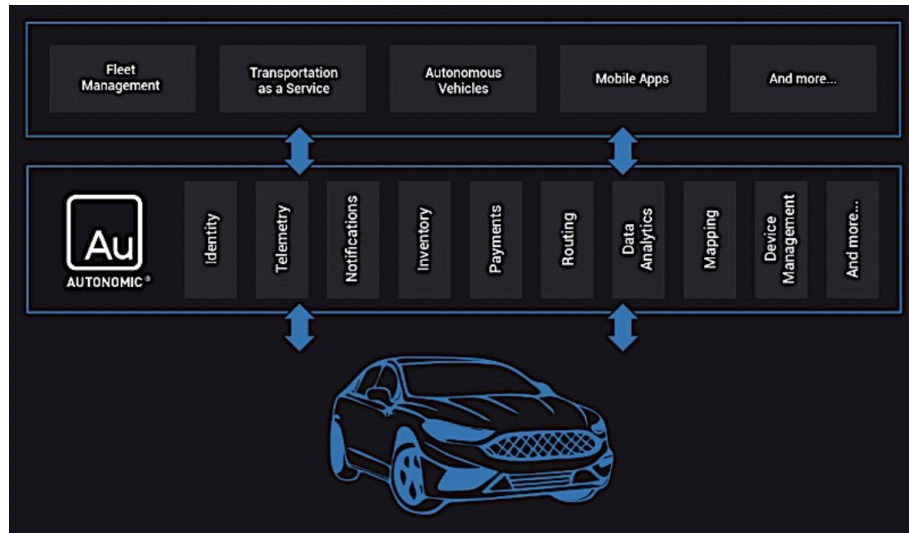 Fleet
Management
Transportation
as a Service
Autonomous
Vehicles
Mobile Apps
And more...
Au
AUTONOMIC®
Identity
Telemetry
Notifications
Inventory
Payments
Routing
Data
Analytics
Mapping
Device
Management
And more...